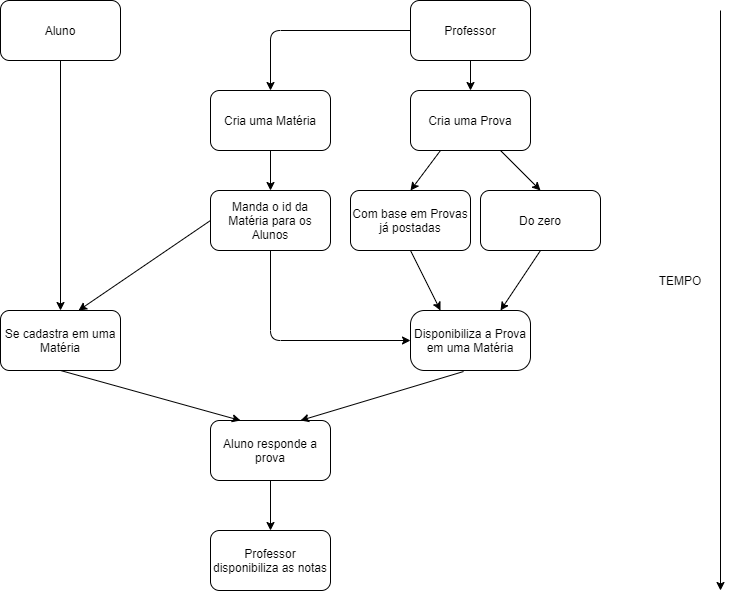 Aluno
Professor
Cria uma Matéria
Cria uma Prova
Manda o id da
Matéria para os
Alunos
Com base em Provas
já postadas
Do zero
TEMPO
Se cadastra em uma
Matéria
Disponibiliza a Prova
em uma Matéria
Aluno responde a
prova
Professor
disponibiliza as notas